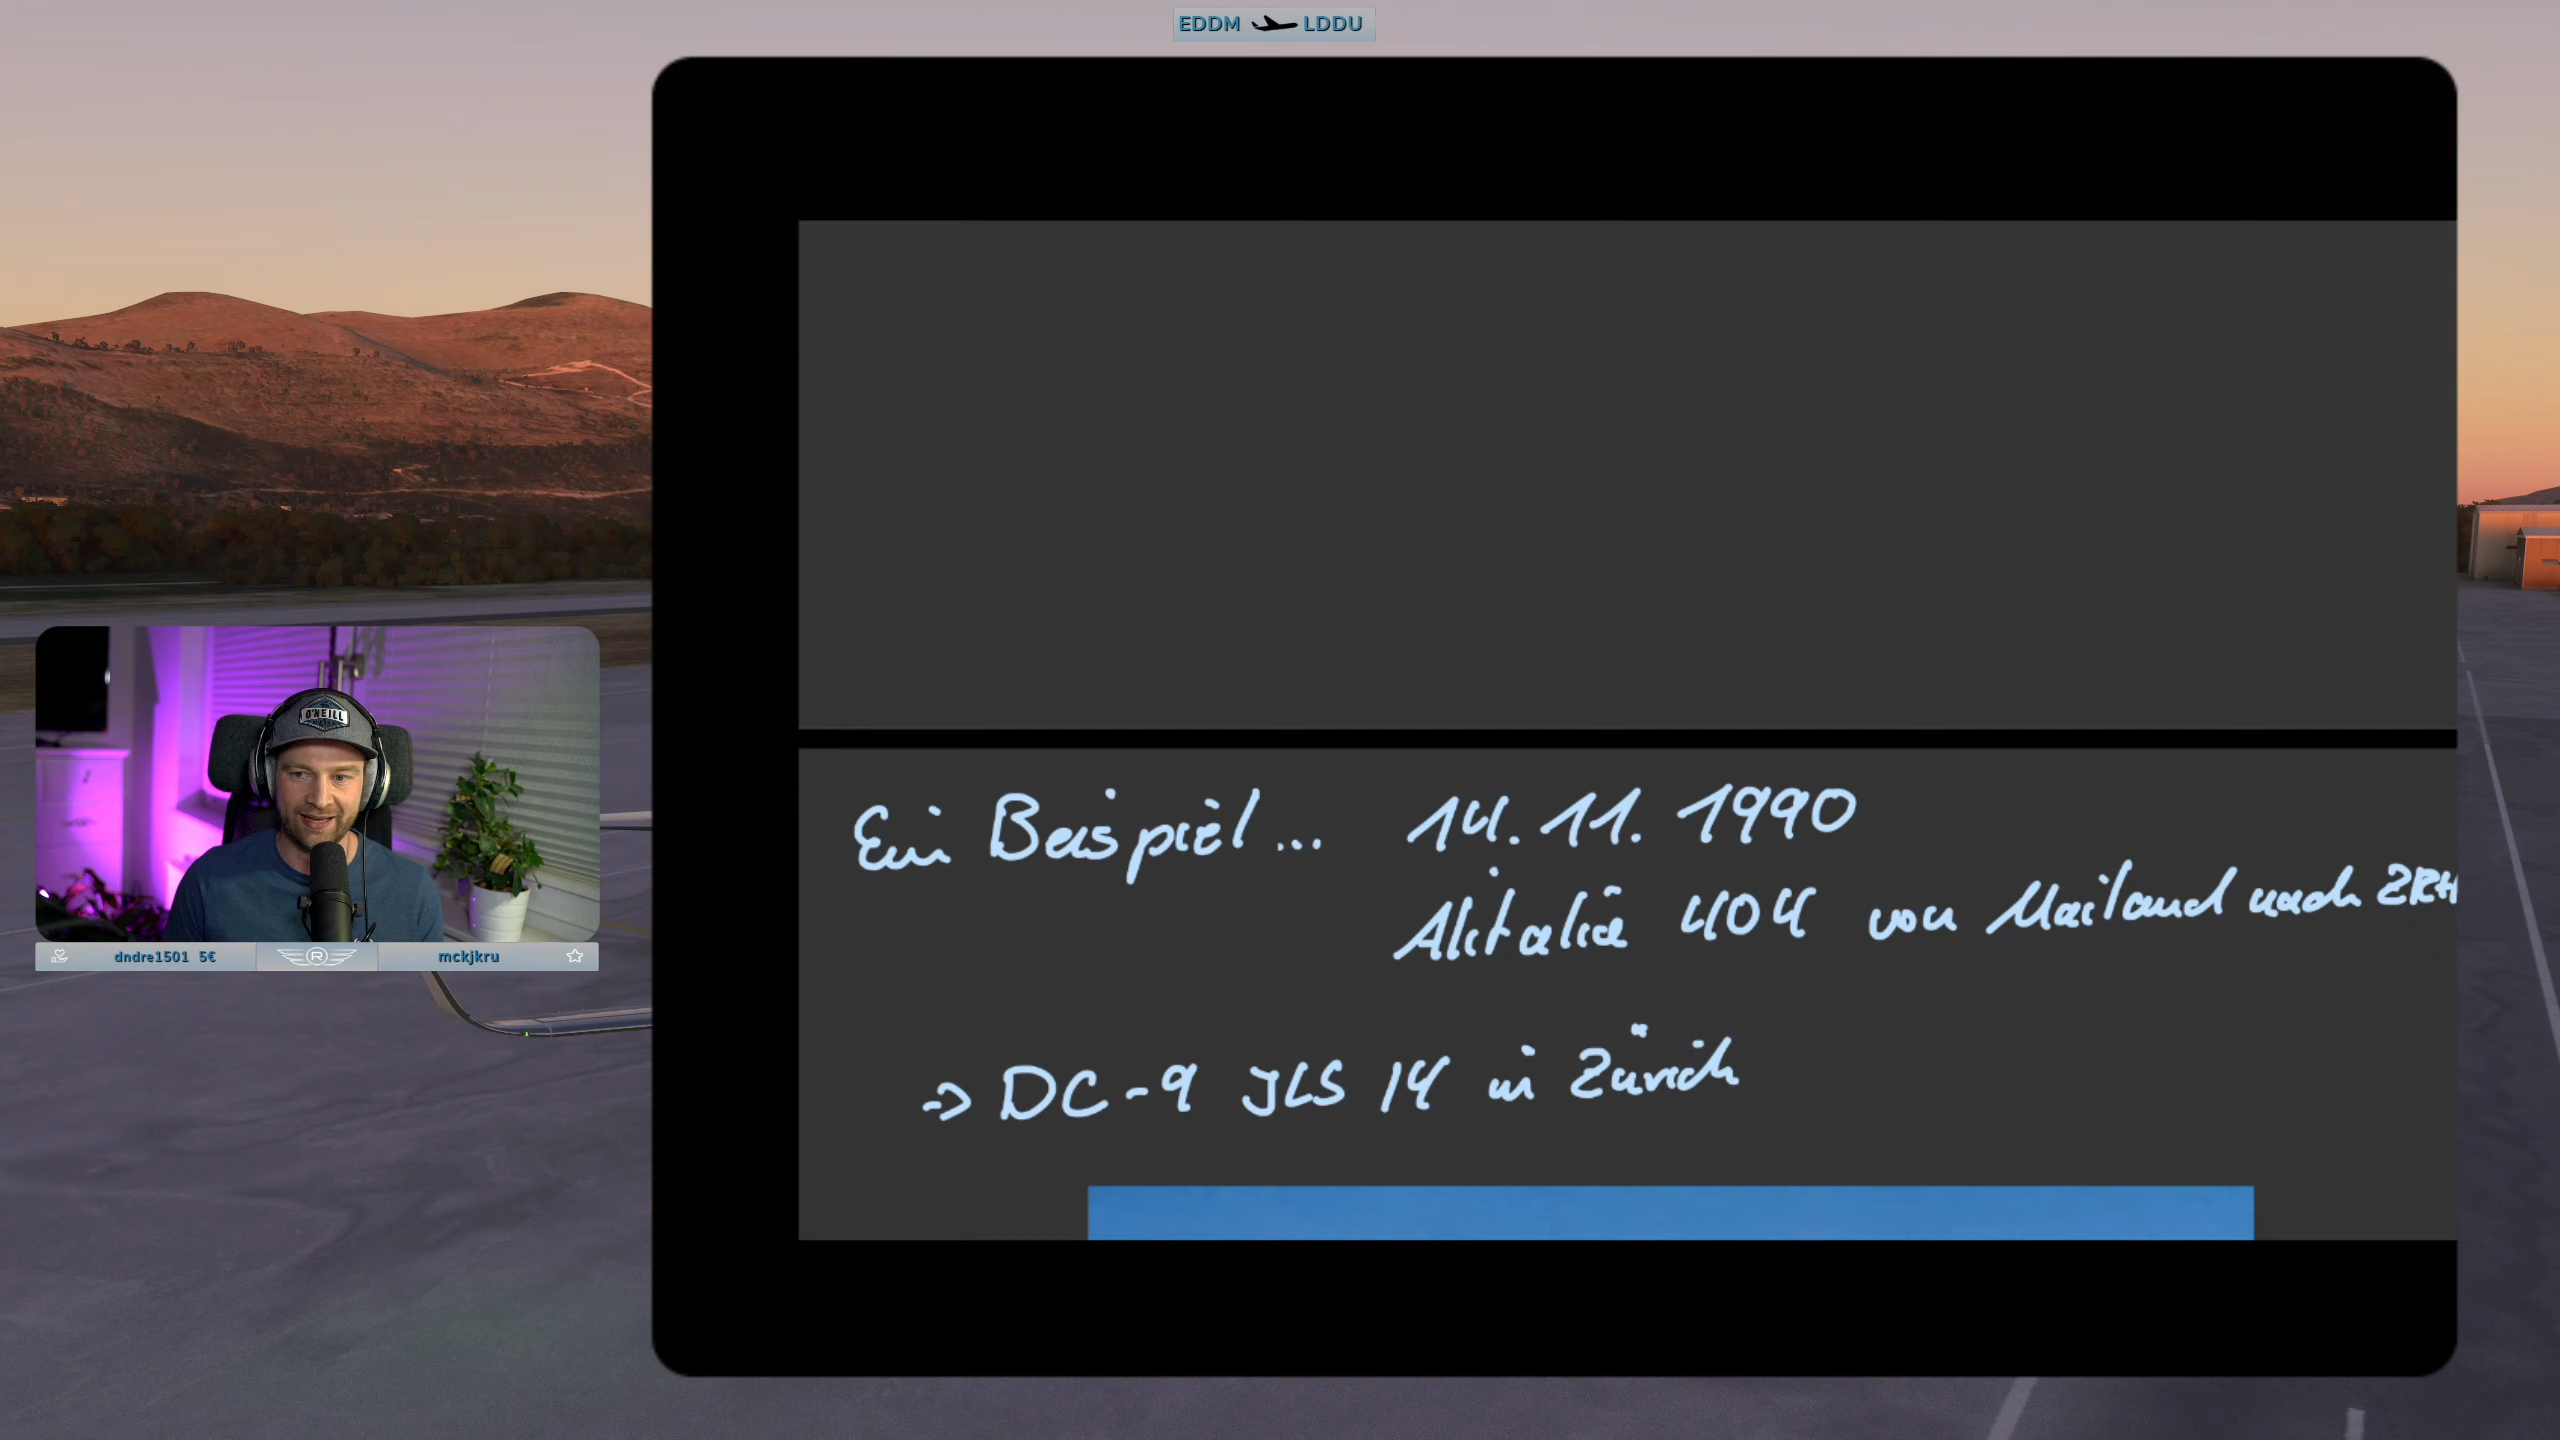 EDDM LDDU
O'NEILL
dndre1501 5€ R mckjkru
Ein Beispiel... 14.11.1990
Alitalia 404 von Mailand nach ZRH
=> DC-9 ILS 14 in Zürich